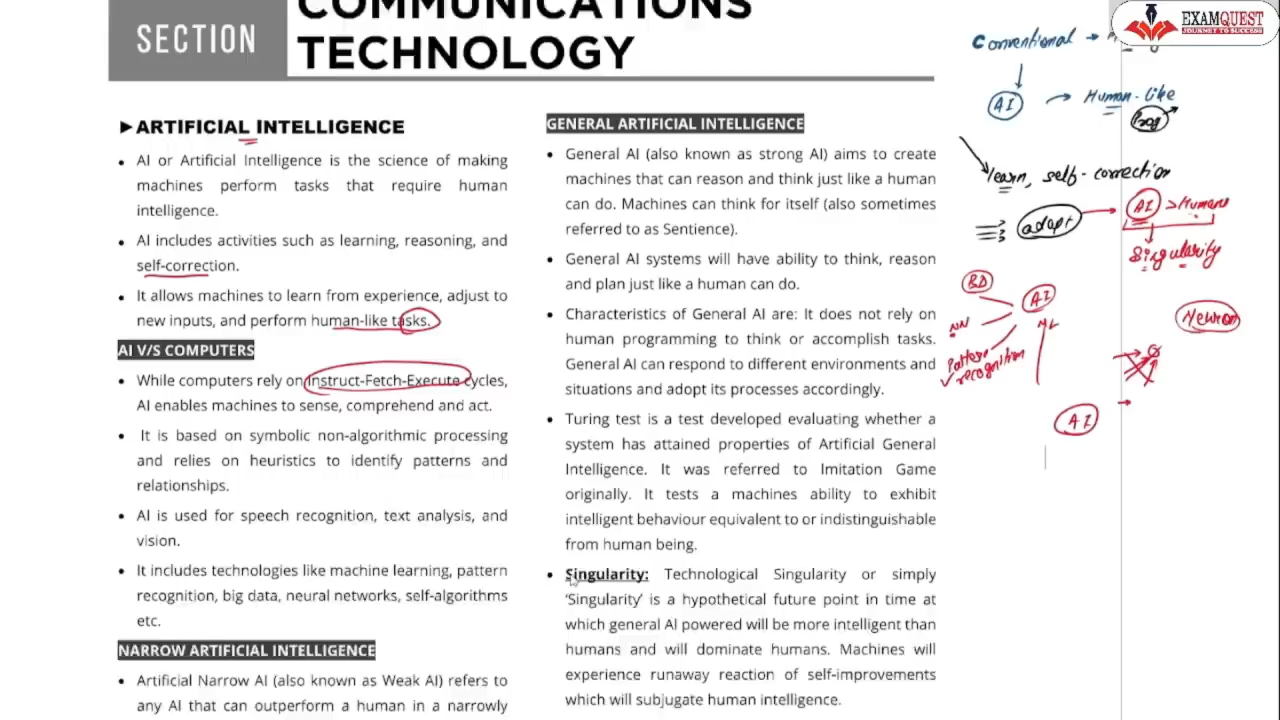 COMMUNICATIONS
SECTION
TECHNOLOGY
►ARTIFICIAL INTELLIGENCE
• AI or Artificial Intelligence is the science of making
machines perform tasks that require human
intelligence.
• AI includes activities such as learning, reasoning, and
self-correction.
• It allows machines to learn from experience, adjust to
new inputs, and perform human-like tasks.
AI V/S COMPUTERS
• While computers rely on Instruct-Fetch-Execute cycles,
AI enables machines to sense, comprehend and act.
• It is based on symbolic non-algorithmic processing
and relies on heuristics to identify patterns and
relationships.
• AI is used for speech recognition, text analysis, and
vision.
• It includes technologies like machine learning, pattern
recognition, big data, neural networks, self-algorithms
etc.
NARROW ARTIFICIAL INTELLIGENCE
• Artificial Narrow AI (also known as Weak AI) refers to
any AI that can outperform a human in a narrowly
GENERAL ARTIFICIAL INTELLIGENCE
• General AI (also known as strong AI) aims to create
machines that can reason and think just like a human
can do. Machines can think for itself (also sometimes
referred to as Sentience).
• General AI systems will have ability to think, reason
and plan just like a human can do.
• Characteristics of General AI are: It does not rely on
human programming to think or accomplish tasks.
General AI can respond to different environments and
situations and adopt its processes accordingly.
• Turing test is a test developed evaluating whether a
system has attained properties of Artificial General
Intelligence. It was referred to Imitation Game
originally. It tests a machines ability to exhibit
intelligent behaviour equivalent to or indistinguishable
from human being.
• Singularity: Technological Singularity or simply
‘Singularity’ is a hypothetical future point in time at
which general AI powered will be more intelligent than
humans and will dominate humans. Machines will
experience runaway reaction of self-improvements
which will subjugate human intelligence.
EXAMQUEST
JOURNEY TO SUCCESS
Conventional →
AI → Human-like
Prog
learn, self-correction
adapt
AI > Humans
Singularity
BD
AI
NN
ML
Pattern
recognition
Neuron
AI